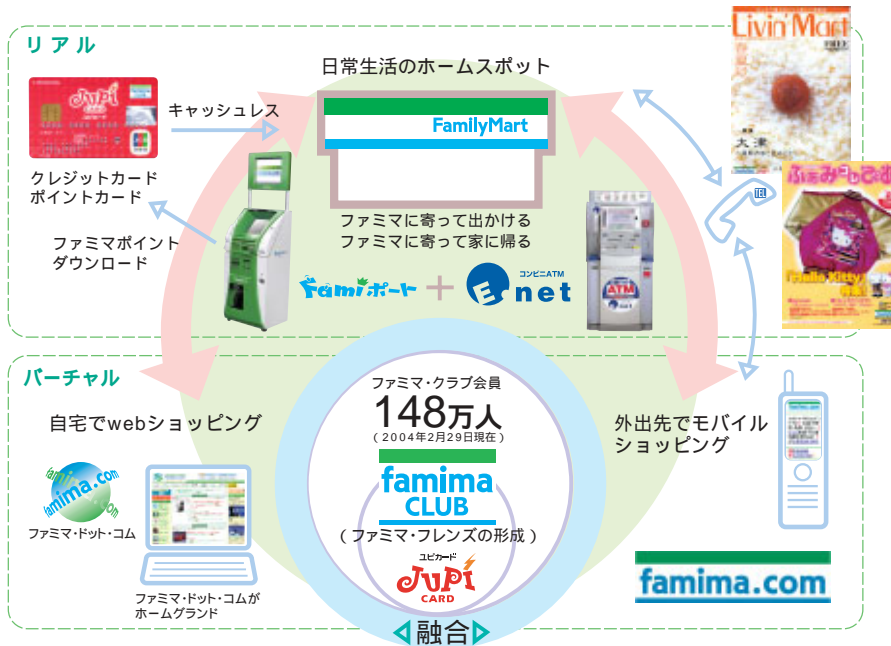 リアル
日常生活のホームスポット
Livin' Mart
JUPI
CARD
JCB
キャッシュレス
FamilyMart
大津
クレジットカード
ポイントカード
TEL
ファミマに寄って出かける
ファミマに寄って家に帰る
ファミマポイント
ダウンロード
Famiポート
+
コンビニATM
E net
ATM
「Hello Kitty」
バーチャル
ファミマ・クラブ会員
148万人
(2004年2月29日現在)
自宅でwebショッピング
外出先でモバイル
ショッピング
famima.com
ファミマ・ドット・コム
famima
CLUB
(ファミマ・フレンズの形成)
ユピカード
JUPI
CARD
ファミマ・ドット・コムが
ホームグランド
famima.com
融合